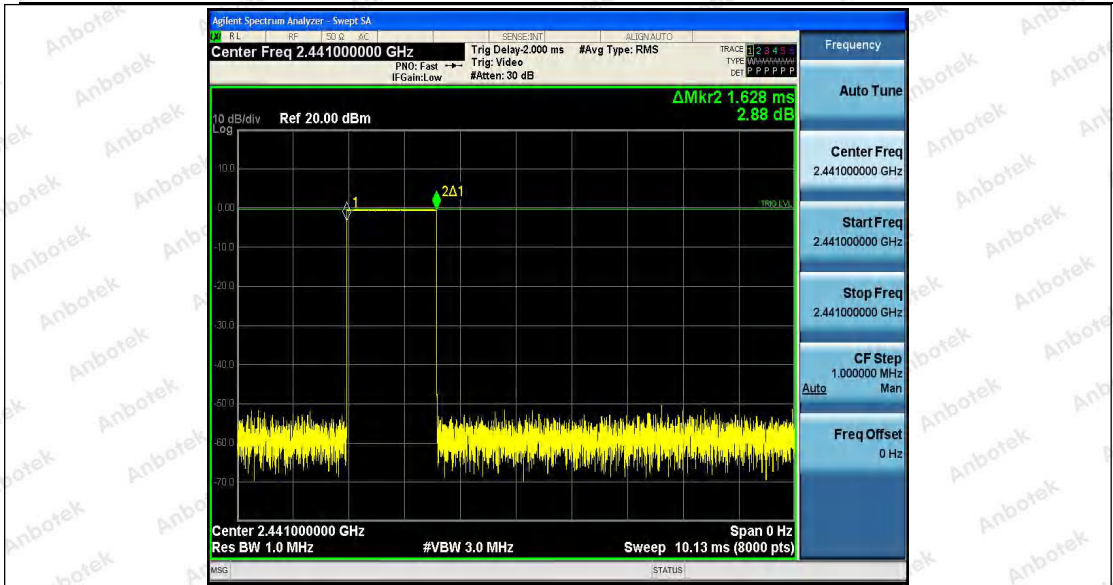 Agilent Spectrum Analyzer - Swept SA
RL RF 50 Ω AC SENSE:INT ALIGN AUTO
Center Freq 2.441000000 GHz
PNO: Fast
IFGain:Low
Trig Delay-2.000 ms
Trig: Video
#Atten: 30 dB
#Avg Type: RMS
TRACE 1 2 3 4 5 6
TYPE
DET P P P P P P
ΔMkr2 1.628 ms
2.88 dB
10 dB/div Ref 20.00 dBm
Log
10.0
0.00
-10.0
-20.0
-30.0
-40.0
-50.0
-60.0
-70.0
1
2Δ1
TRIG LVL
Center 2.441000000 GHz
Span 0 Hz
Res BW 1.0 MHz
#VBW 3.0 MHz
Sweep 10.13 ms (8000 pts)
MSG
STATUS
Frequency
Auto Tune
Center Freq
2.441000000 GHz
Start Freq
2.441000000 GHz
Stop Freq
2.441000000 GHz
CF Step
1.000000 MHz
Auto Man
Freq Offset
0 Hz
Anbotek